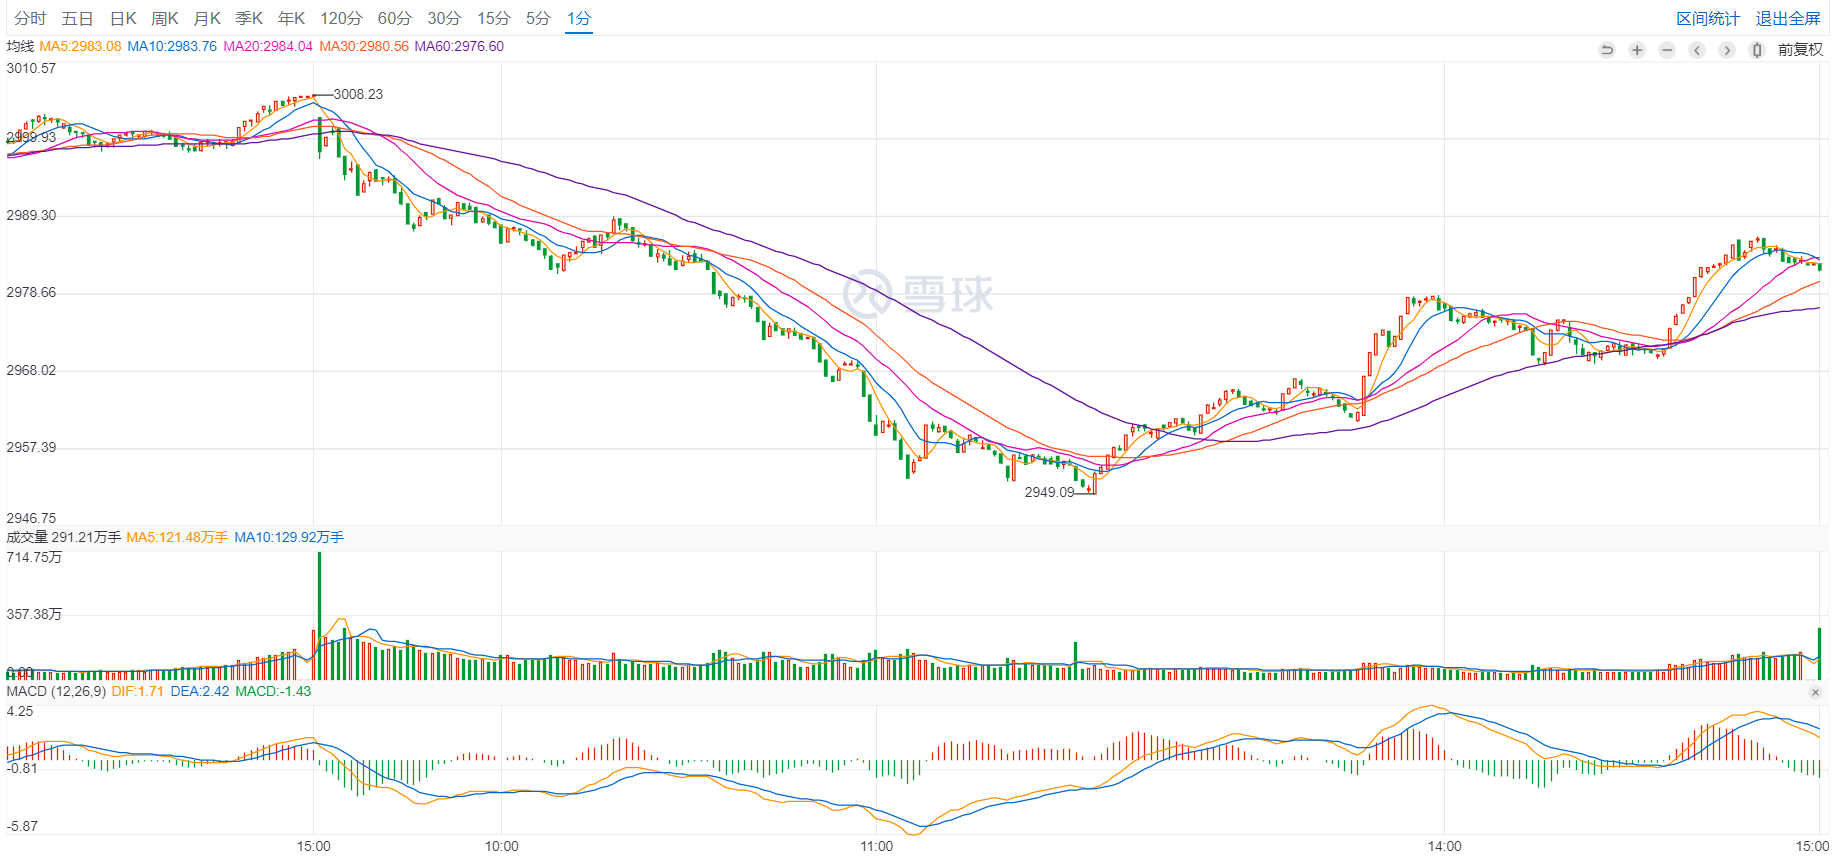 分时 五日 日K 周K 月K 季K 年K 120分 60分 30分 15分 5分 1分 区间统计 退出全屏
均线 MA5:2983.08 MA10:2983.76 MA20:2984.04 MA30:2980.56 MA60:2976.60 前复权
3010.57
3008.23
2999.93
2989.30
2978.66
雪球
2968.02
2957.39
2949.09
2946.75
成交量 291.21万手 MA5:121.48万手 MA10:129.92万手
714.75万
357.38万
0.00
MACD (12,26,9) DIF:1.71 DEA:2.42 MACD:-1.43
4.25
-0.81
-5.87
15:00 10:00 11:00 14:00 15:00